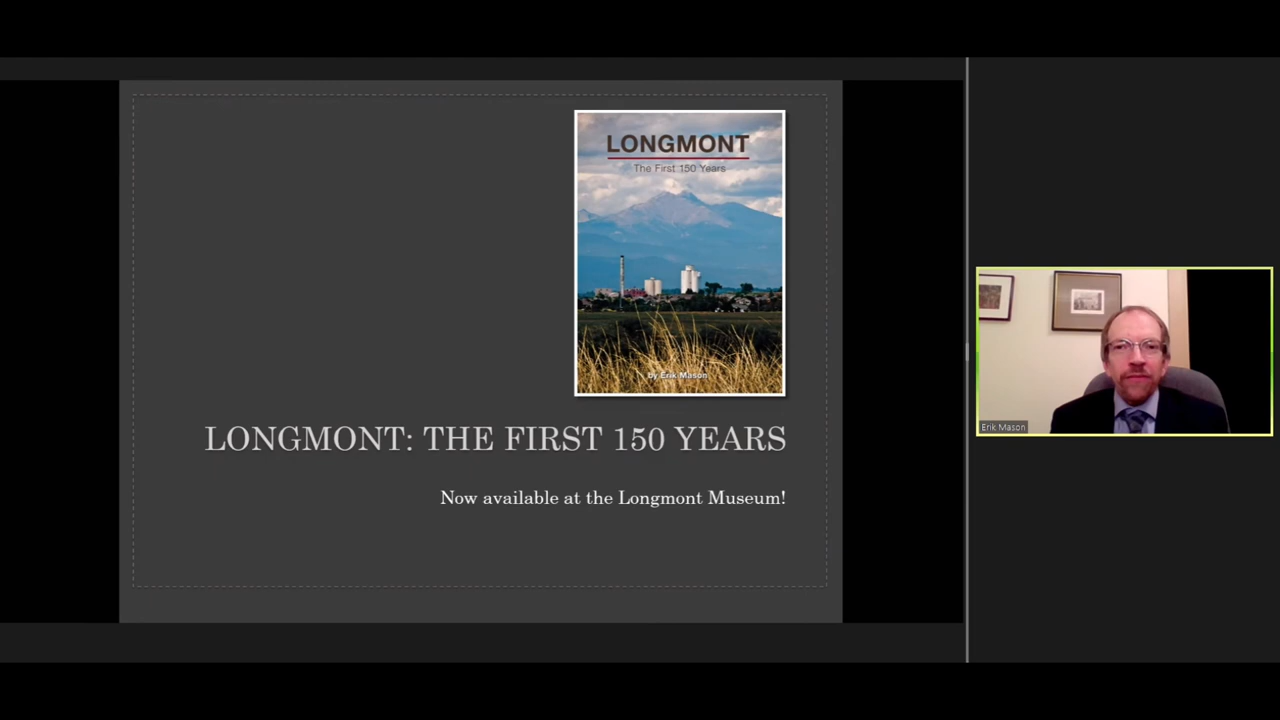 LONGMONT
The First 150 Years
by Erik Mason
LONGMONT: THE FIRST 150 YEARS
Now available at the Longmont Museum!
Erik Mason